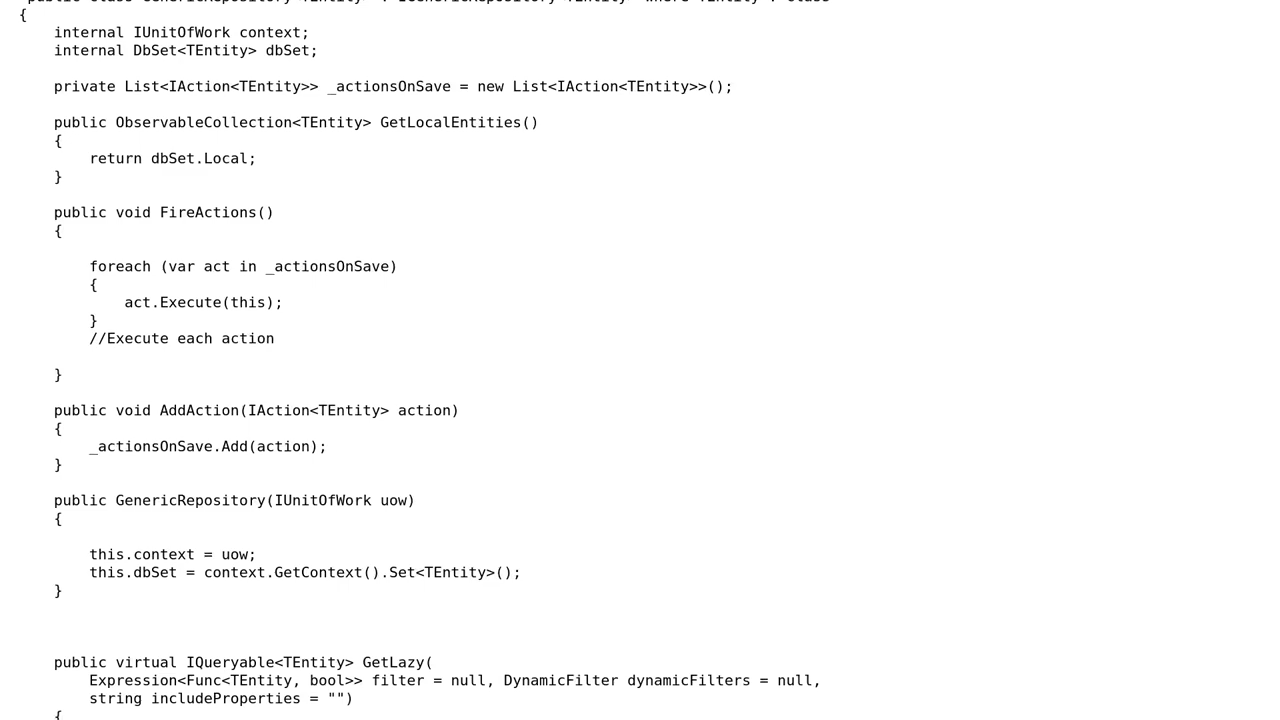 {
    internal IUnitOfWork context;
    internal DbSet<TEntity> dbSet;

    private List<IAction<TEntity>> _actionsOnSave = new List<IAction<TEntity>>();

    public ObservableCollection<TEntity> GetLocalEntities()
    {
        return dbSet.Local;
    }

    public void FireActions()
    {

        foreach (var act in _actionsOnSave)
        {
            act.Execute(this);
        }
        //Execute each action

    }

    public void AddAction(IAction<TEntity> action)
    {
        _actionsOnSave.Add(action);
    }

    public GenericRepository(IUnitOfWork uow)
    {

        this.context = uow;
        this.dbSet = context.GetContext().Set<TEntity>();
    }



    public virtual IQueryable<TEntity> GetLazy(
        Expression<Func<TEntity, bool>> filter = null, DynamicFilter dynamicFilters = null,
        string includeProperties = "")
    {